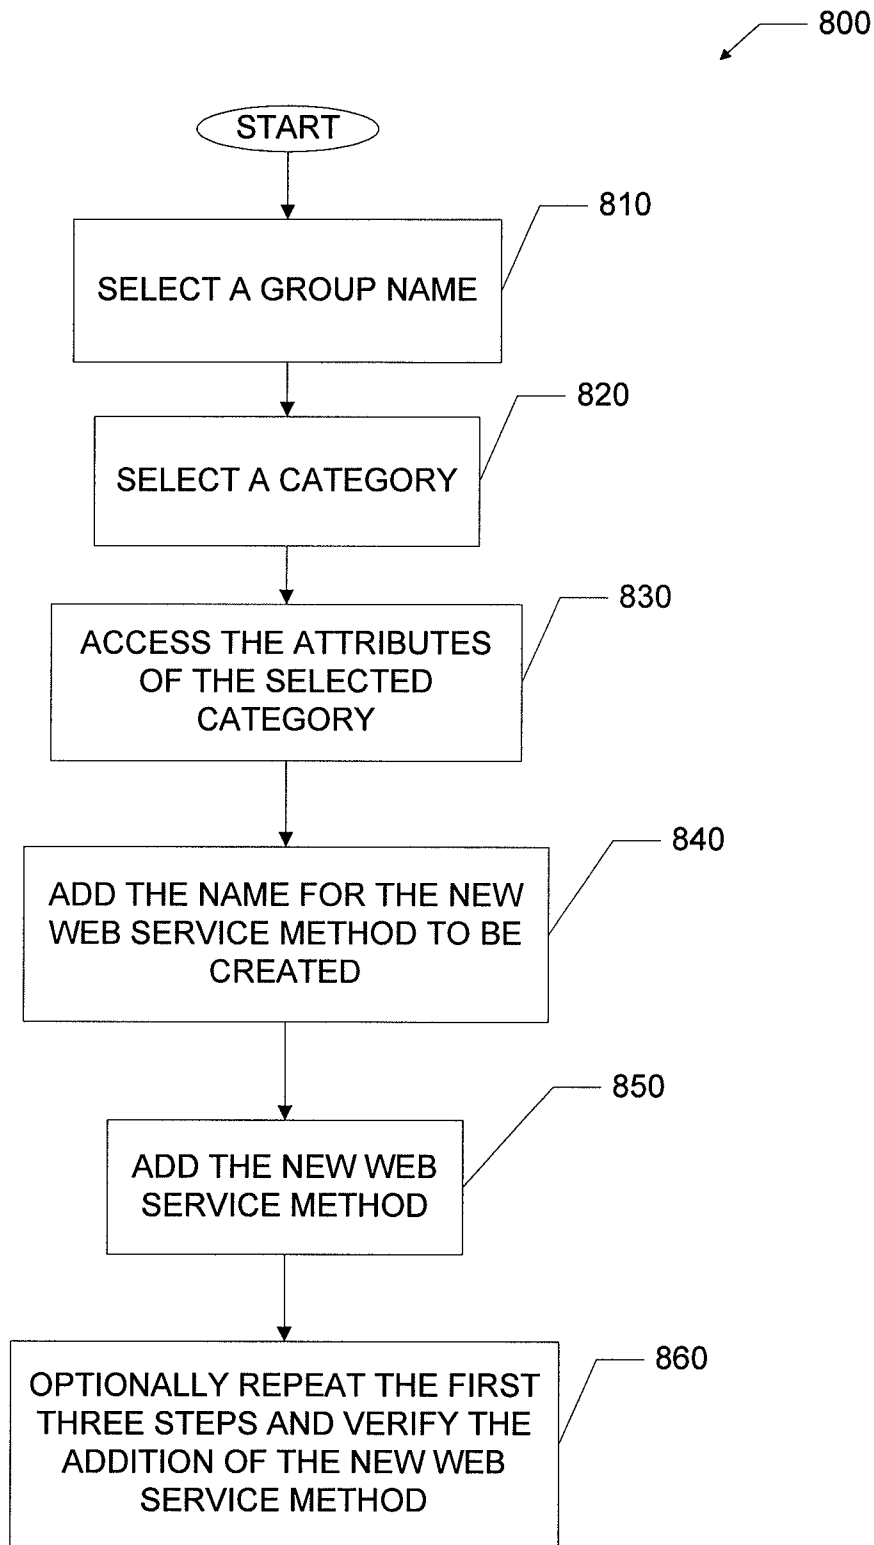 800
START
810
SELECT A GROUP NAME
820
SELECT A CATEGORY
830
ACCESS THE ATTRIBUTES
OF THE SELECTED
CATEGORY
840
ADD THE NAME FOR THE NEW
WEB SERVICE METHOD TO BE
CREATED
850
ADD THE NEW WEB
SERVICE METHOD
860
OPTIONALLY REPEAT THE FIRST
THREE STEPS AND VERIFY THE
ADDITION OF THE NEW WEB
SERVICE METHOD